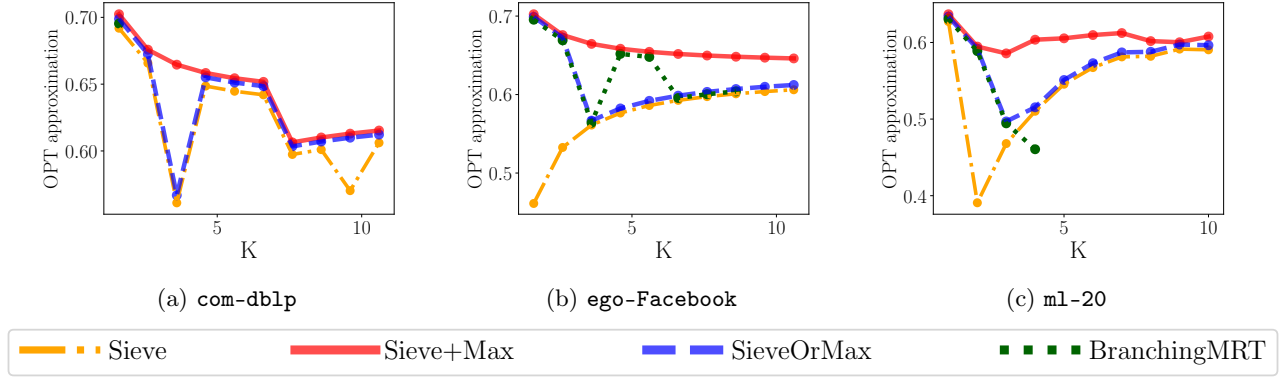 OPT approximation
0.70
0.65
0.60
5
10
K
(a) com-dblp
OPT approximation
0.7
0.6
0.5
5
10
K
(b) ego-Facebook
OPT approximation
0.6
0.5
0.4
5
10
K
(c) ml-20
Sieve Sieve+Max SieveOrMax BranchingMRT